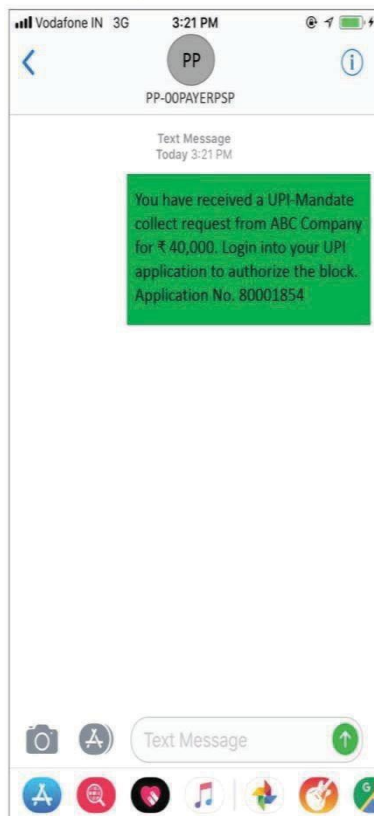 Vodafone IN 3G 3:21 PM
PP
PP-OOPAYERPSP
Text Message
Today 3:21 PM
You have received a UPI-Mandate
collect request from ABC Company
for ₹ 40,000. Login into your UPI
application to authorize the block.
Application No. 80001854
Text Message
G